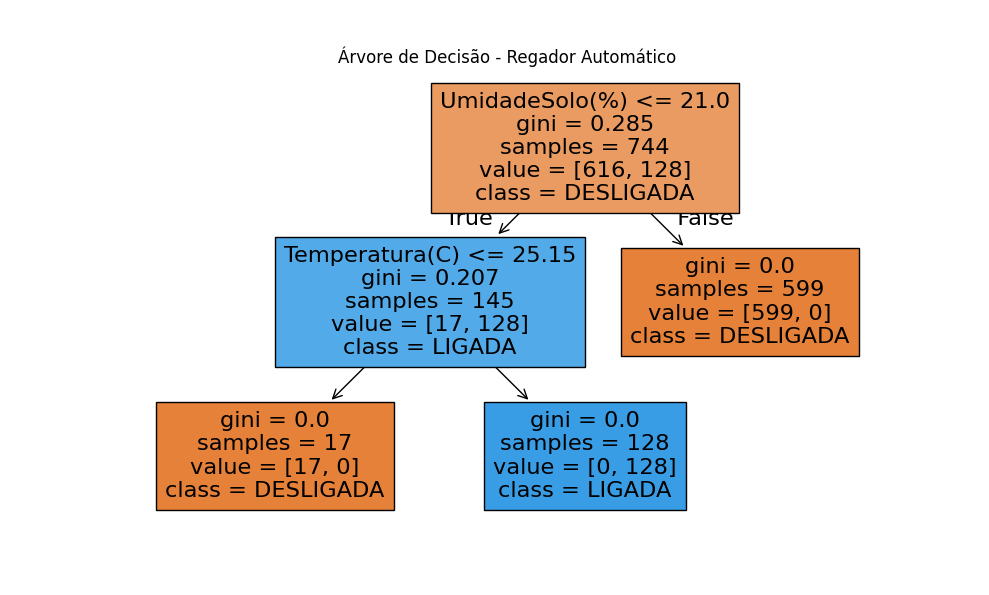 Árvore de Decisão - Regador Automático
UmidadeSolo(%) <= 21.0
gini = 0.285
samples = 744
value = [616, 128]
class = DESLIGADA
True
False
Temperatura(C) <= 25.15
gini = 0.207
samples = 145
value = [17, 128]
class = LIGADA
gini = 0.0
samples = 599
value = [599, 0]
class = DESLIGADA
gini = 0.0
samples = 17
value = [17, 0]
class = DESLIGADA
gini = 0.0
samples = 128
value = [0, 128]
class = LIGADA